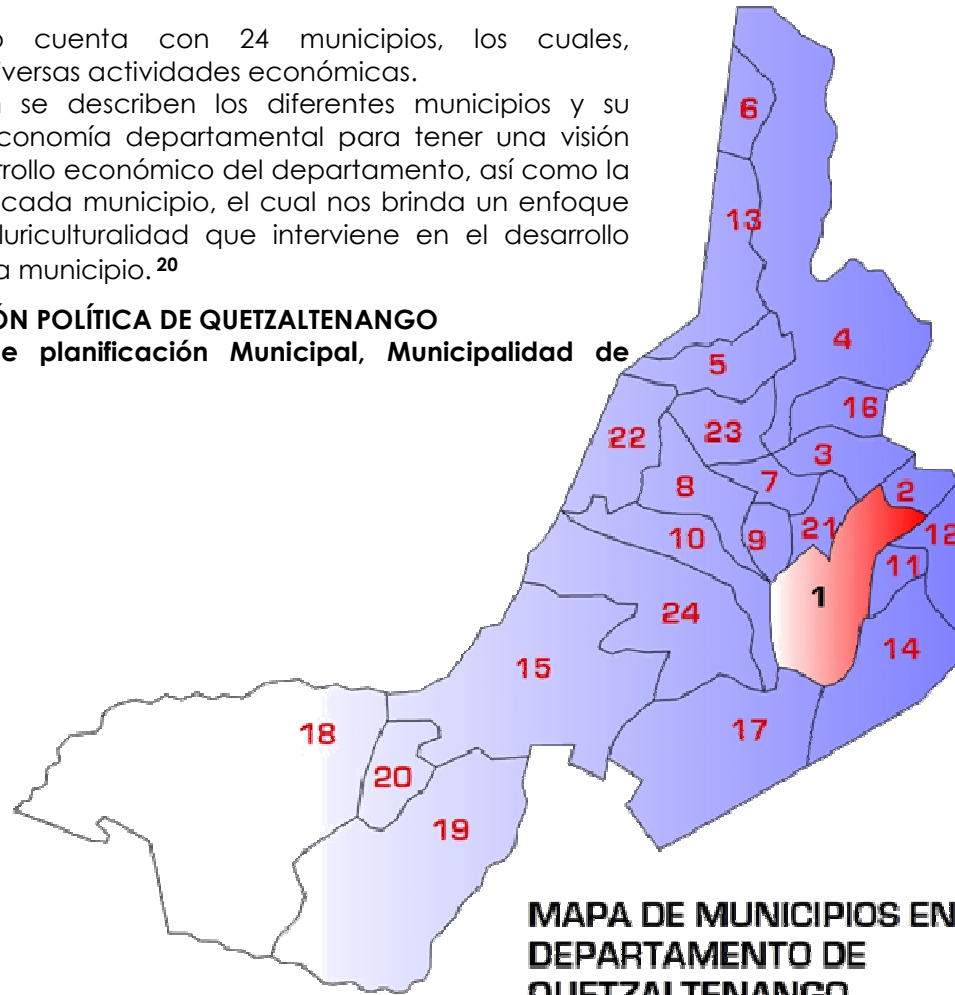 cuenta con 24 municipios, los cuales,
diversas actividades económicas.
se describen los diferentes municipios y su
economía departamental para tener una visión
rrollo económico del departamento, así como la
cada municipio, el cual nos brinda un enfoque
pluriculturalidad que interviene en el desarrollo
a municipio. 20
ÓN POLÍTICA DE QUETZALTENANGO
e planificación Municipal, Municipalidad de
6
13
4
5
16
22
23
3
8
7
2
10
9
21
12
11
1
24
14
15
17
18
20
19
MAPA DE MUNICIPIOS EN
DEPARTAMENTO DE
QUETZALTENANGO